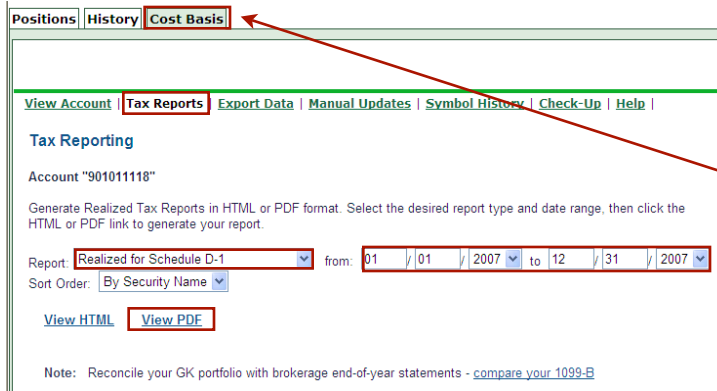 Positions History Cost Basis
View Account | Tax Reports | Export Data | Manual Updates | Symbol History | Check-Up | Help |
Tax Reporting
Account "901011118"
Generate Realized Tax Reports in HTML or PDF format. Select the desired report type and date range, then click the
HTML or PDF link to generate your report.
Report: Realized for Schedule D-1 from: 01 / 01 / 2007 to 12 / 31 / 2007
Sort Order: By Security Name
View HTML View PDF
Note: Reconcile your GK portfolio with brokerage end-of-year statements - compare your 1099-B